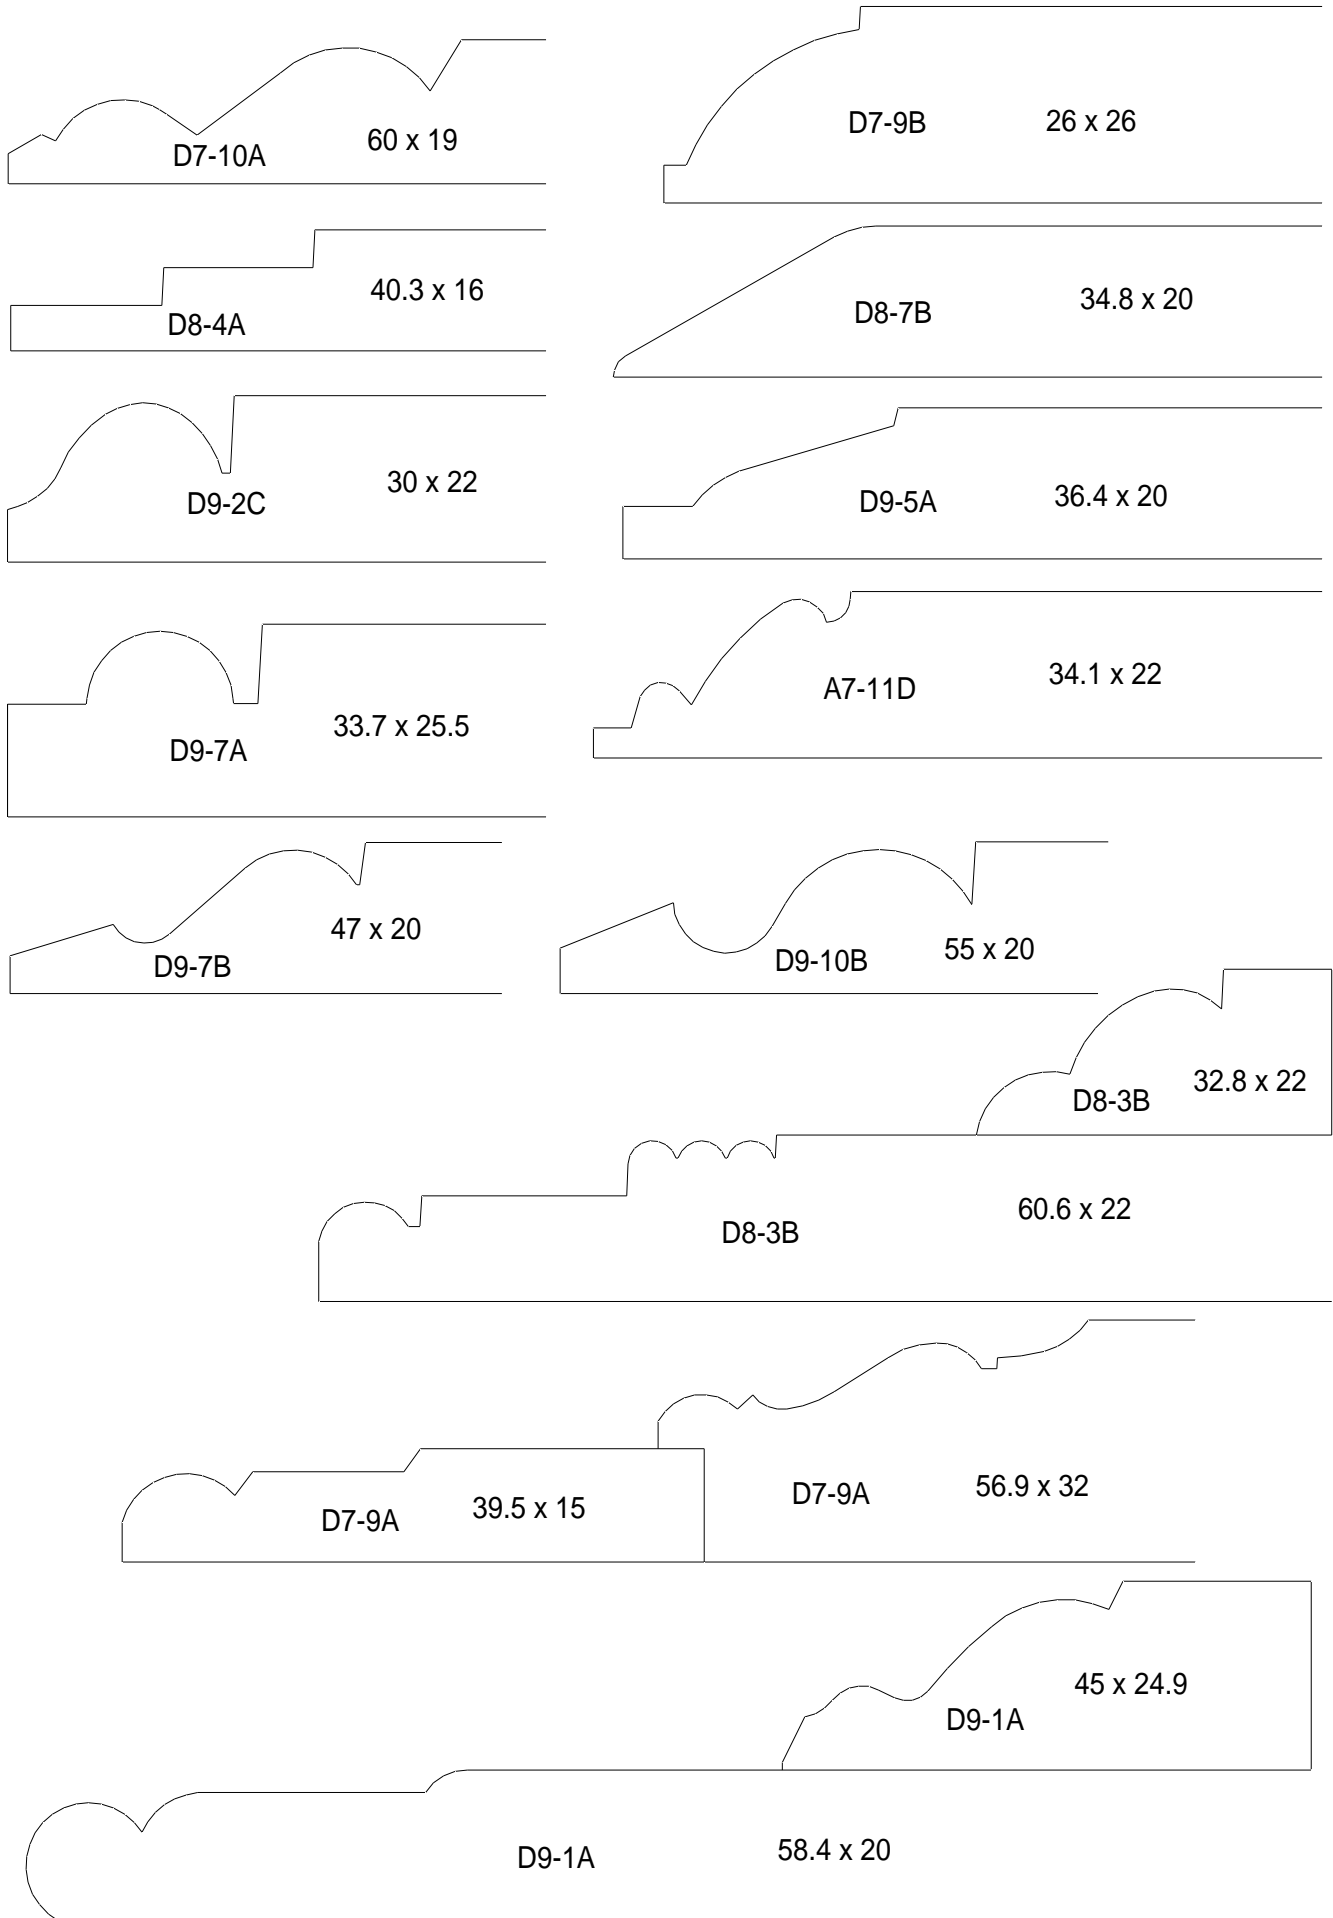 D7-10A 60 x 19
D7-9B 26 x 26
D8-4A 40.3 x 16
D8-7B 34.8 x 20
D9-2C 30 x 22
D9-5A 36.4 x 20
D9-7A 33.7 x 25.5
A7-11D 34.1 x 22
D9-7B 47 x 20
D9-10B 55 x 20
D8-3B 32.8 x 22
D8-3B 60.6 x 22
D7-9A 39.5 x 15
D7-9A 56.9 x 32
D9-1A 45 x 24.9
D9-1A 58.4 x 20